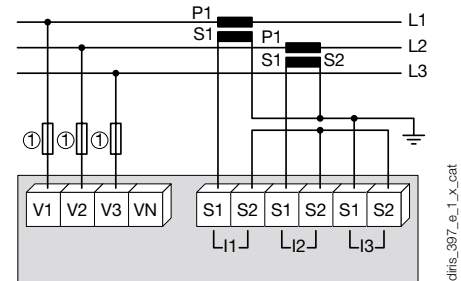 P1 L1
S1 P1 L2
S1 S2 L3
① ① ①
V1 V2 V3 VN S1 S2 S1 S2 S1 S2
I1 I2 I3
diris_397_e_1_x_cat